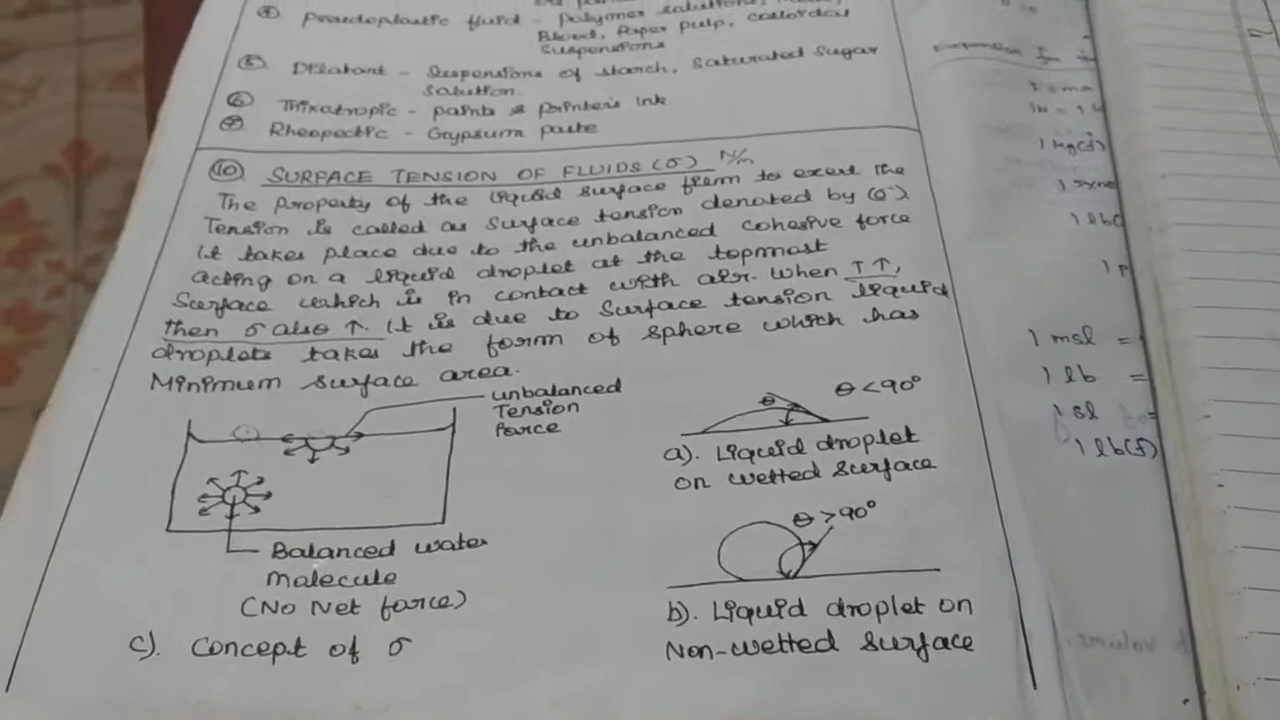 ④ Pseudoplastic fluid - Polymer solutions,
Blood, Paper pulp, colloidal
Suspensions
⑤ Dilatant - Suspensions of starch, saturated sugar
solution
⑥ Thixotropic - paints & printer's Ink
⑦ Rheopectic - Gypsum paste
⑩ SURFACE TENSION OF FLUIDS (σ) N/m
The property of the liquid surface film to exert the
Tension is called as surface tension denoted by (σ).
It takes place due to the unbalanced cohesive force
acting on a liquid droplet at the topmost
Surface which is in contact with air. When T↑↑,
then σ also ↑. It is due to surface tension liquid
droplets takes the form of sphere which has
Minimum surface area.
unbalanced
Tension
force
Balanced water
Molecule
(No Net force)
c). Concept of σ
θ
θ < 90°
a). Liquid droplet
on wetted surface
θ > 90°
b). Liquid droplet on
Non-wetted surface
1 kg(f)
1 msl =
1 lb =
1 sl =
1 lb(f)